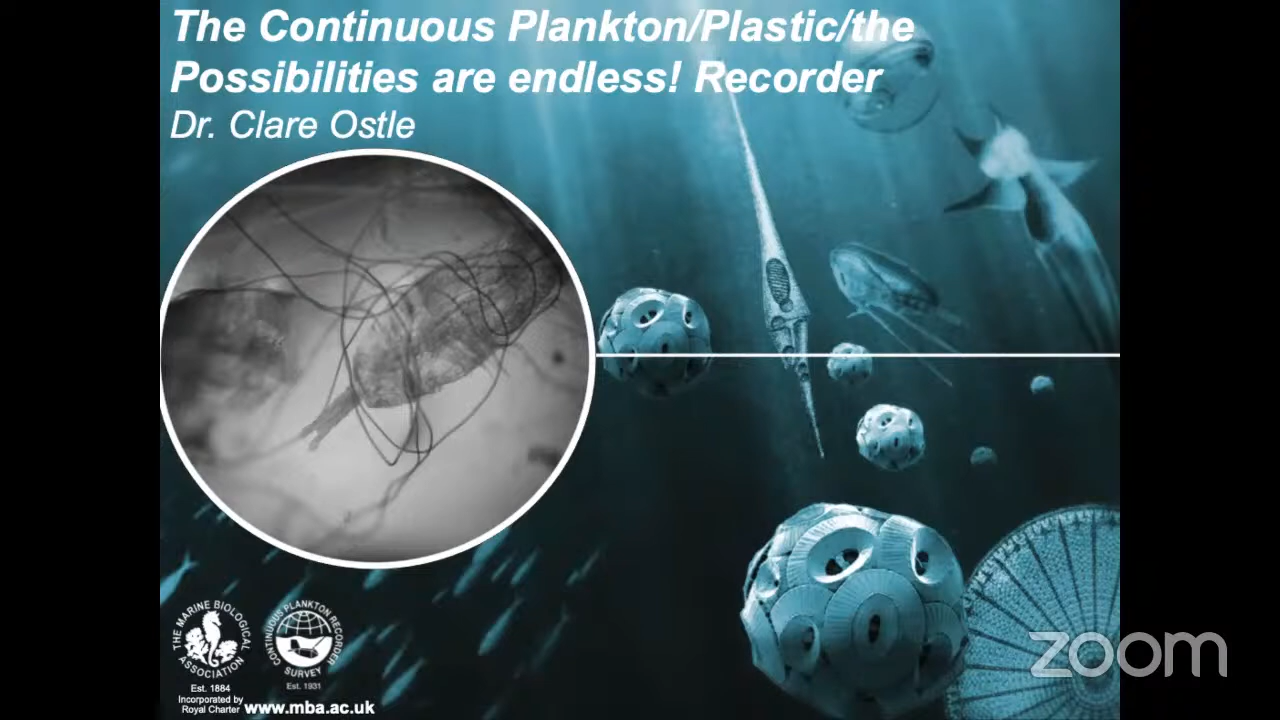 The Continuous Plankton/Plastic/the
Possibilities are endless! Recorder
Dr. Clare Ostle
THE MARINE BIOLOGICAL ASSOCIATION
CONTINUOUS PLANKTON RECORDER SURVEY
Est. 1884
Est. 1931
Incorporated by
Royal Charter
www.mba.ac.uk
zoom